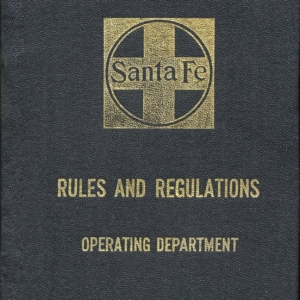 Santa Fe
RULES AND REGULATIONS
OPERATING DEPARTMENT